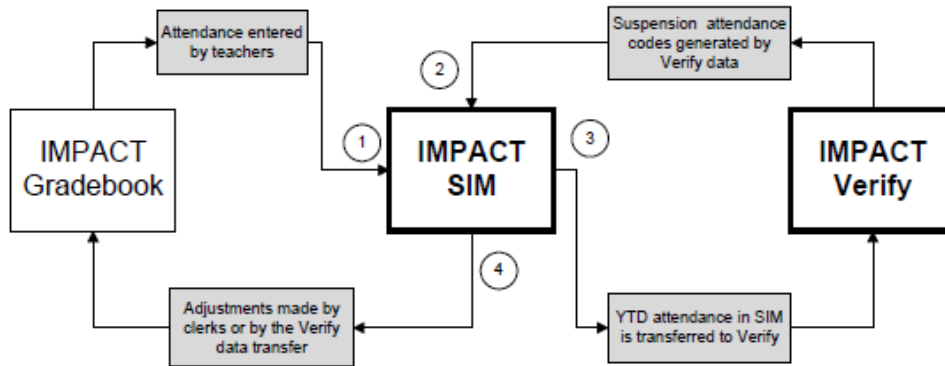 Attendance entered
by teachers
Suspension attendance
codes generated by
Verify data
2
1
3
IMPACT
Gradebook
IMPACT
SIM
IMPACT
Verify
4
Adjustments made by
clerks or by the Verify
data transfer
YTD attendance in SIM
is transferred to Verify